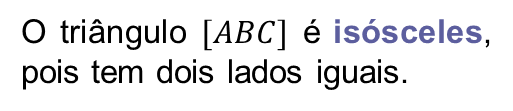 O triângulo [ABC] é isósceles,
pois tem dois lados iguais.